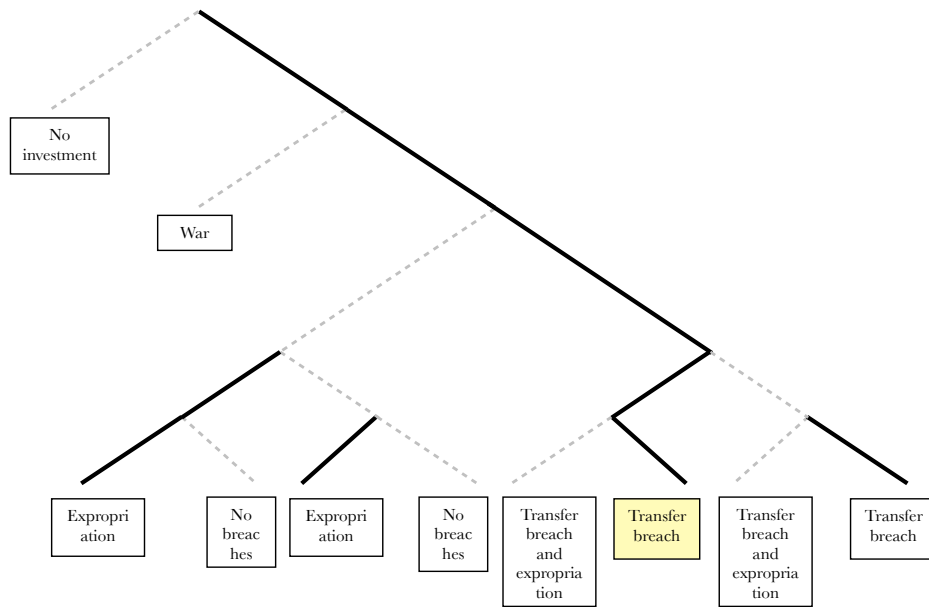 No
investment
War
Expropri
ation
No
breac
hes
Expropri
ation
No
breac
hes
Transfer
breach
and
expropria
tion
Transfer
breach
Transfer
breach
and
expropria
tion
Transfer
breach